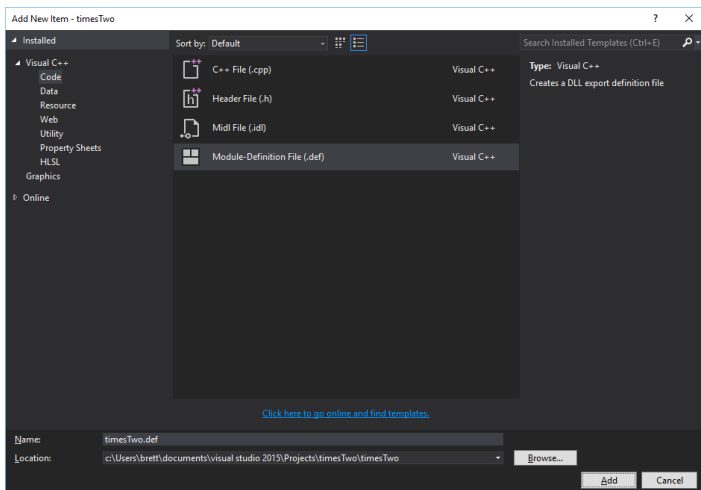 Add New Item - timesTwo
?
Installed
Sort by: Default
Search Installed Templates (Ctrl+E)
Visual C++
Code
Data
Resource
Web
Utility
Property Sheets
HLSL
Graphics
Online
C++ File (.cpp) Visual C++
Header File (.h) Visual C++
Midl File (.idl) Visual C++
Module-Definition File (.def) Visual C++
Type: Visual C++
Creates a DLL export definition file
Click here to go online and find templates.
Name: timesTwo.def
Location: c:\Users\brett\documents\visual studio 2015\Projects\timesTwo\timesTwo
Browse...
Add Cancel